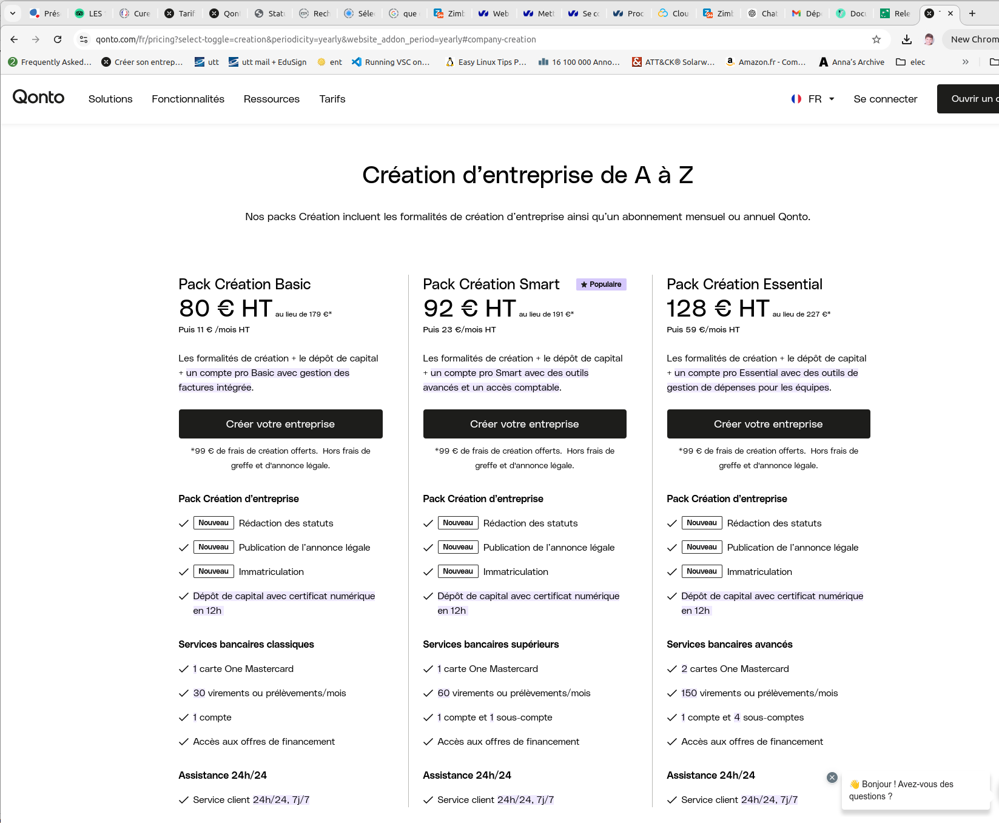 Prés
LES
Cure
Tarif
Qon
Stat
Rech
Séle
que
Zimb
Web
Mett
Se c
Proc
Clou
Zimb
Chat
Dép
Doc
Rele
qonto.com/fr/pricing?select-toggle=creation&periodicity=yearly&website_addon_period=yearly#company-creation
New Chrom
Frequently Asked...
Créer son entrep...
utt
utt mail + EduSign
ent
Running VSC on...
Easy Linux Tips P...
16 100 000 Anno...
ATT&CK® Solarw...
Amazon.fr - Com...
Anna's Archive
elec
Qonto
Solutions
Fonctionnalités
Ressources
Tarifs
FR
Se connecter
Ouvrir un c
Création d'entreprise de A à Z
Nos packs Création incluent les formalités de création d'entreprise ainsi qu'un abonnement mensuel ou annuel Qonto.
Pack Création Basic
80 € HT au lieu de 179 €*
Puis 11 € /mois HT
Les formalités de création + le dépôt de capital
+ un compte pro Basic avec gestion des
factures intégrée.
Créer votre entreprise
*99 € de frais de création offerts. Hors frais de
greffe et d'annonce légale.
Pack Création d'entreprise
Nouveau Rédaction des statuts
Nouveau Publication de l'annonce légale
Nouveau Immatriculation
Dépôt de capital avec certificat numérique
en 12h
Services bancaires classiques
1 carte One Mastercard
30 virements ou prélèvements/mois
1 compte
Accès aux offres de financement
Assistance 24h/24
Service client 24h/24, 7j/7
Pack Création Smart
Populaire
92 € HT au lieu de 191 €*
Puis 23 €/mois HT
Les formalités de création + le dépôt de capital
+ un compte pro Smart avec des outils
avancés et un accès comptable.
Créer votre entreprise
*99 € de frais de création offerts. Hors frais de
greffe et d'annonce légale.
Pack Création d'entreprise
Nouveau Rédaction des statuts
Nouveau Publication de l'annonce légale
Nouveau Immatriculation
Dépôt de capital avec certificat numérique
en 12h
Services bancaires supérieurs
1 carte One Mastercard
60 virements ou prélèvements/mois
1 compte et 1 sous-compte
Accès aux offres de financement
Assistance 24h/24
Service client 24h/24, 7j/7
Pack Création Essential
128 € HT au lieu de 227 €*
Puis 59 €/mois HT
Les formalités de création + le dépôt de capital
+ un compte pro Essential avec des outils de
gestion de dépenses pour les équipes.
Créer votre entreprise
*99 € de frais de création offerts. Hors frais de
greffe et d'annonce légale.
Pack Création d'entreprise
Nouveau Rédaction des statuts
Nouveau Publication de l'annonce légale
Nouveau Immatriculation
Dépôt de capital avec certificat numérique
en 12h
Services bancaires avancés
2 cartes One Mastercard
150 virements ou prélèvements/mois
1 compte et 4 sous-comptes
Accès aux offres de financement
Assistance 24h/24
Service client 24h/24, 7j/7
👋 Bonjour ! Avez-vous des
questions ?